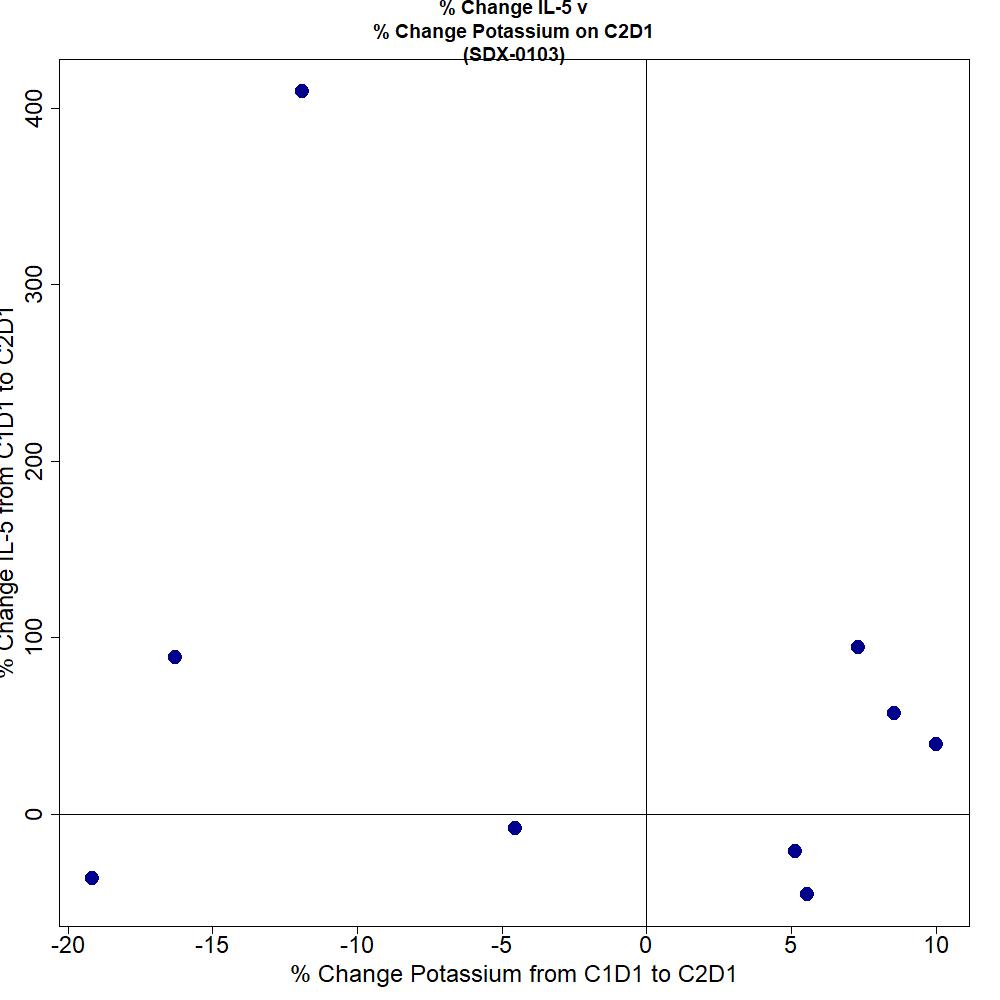 % Change IL-5 v
% Change Potassium on C2D1
(SDX-0103)
400
300
200
100
0
% Change IL-5 from C1D1 to C2D1
-20 -15 -10 -5 0 5 10
% Change Potassium from C1D1 to C2D1